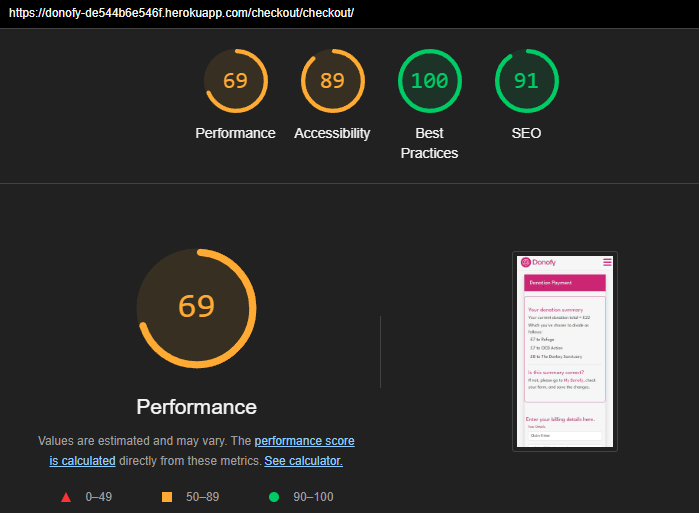 https://donofy-de544b6e546f.herokuapp.com/checkout/checkout/
69
89
100
91
Performance
Accessibility
Best
Practices
SEO
69
Performance
Values are estimated and may vary. The performance score
is calculated directly from these metrics. See calculator.
0–49
50–89
90–100
Donofy
Donation Payment
Your donation summary
Your current donation total = £22
Which you've chosen to divide as
follows:
£7 to Refuge
£7 to OCD Action
£8 to The Donkey Sanctuary
Is this summary correct?
If not, please go to My Donofy, check
your form, and save the changes.
Enter your billing details here..